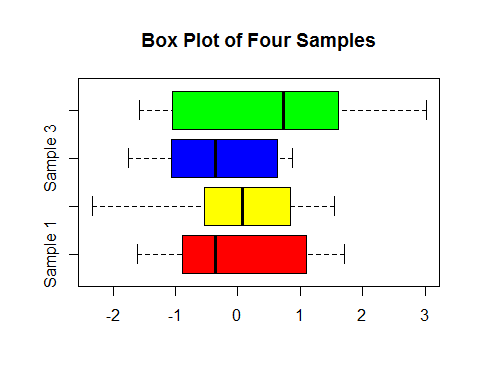 Box Plot of Four Samples
Sample 3
Sample 1
-2 -1 0 1 2 3